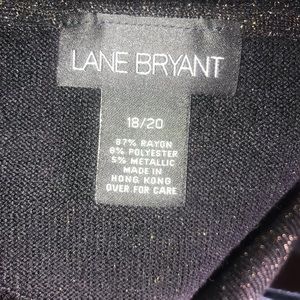 LANE BRYANT
18/20
87% RAYON
8% POLYESTER
5% METALLIC
MADE IN
HONG KONG
OVER FOR CARE